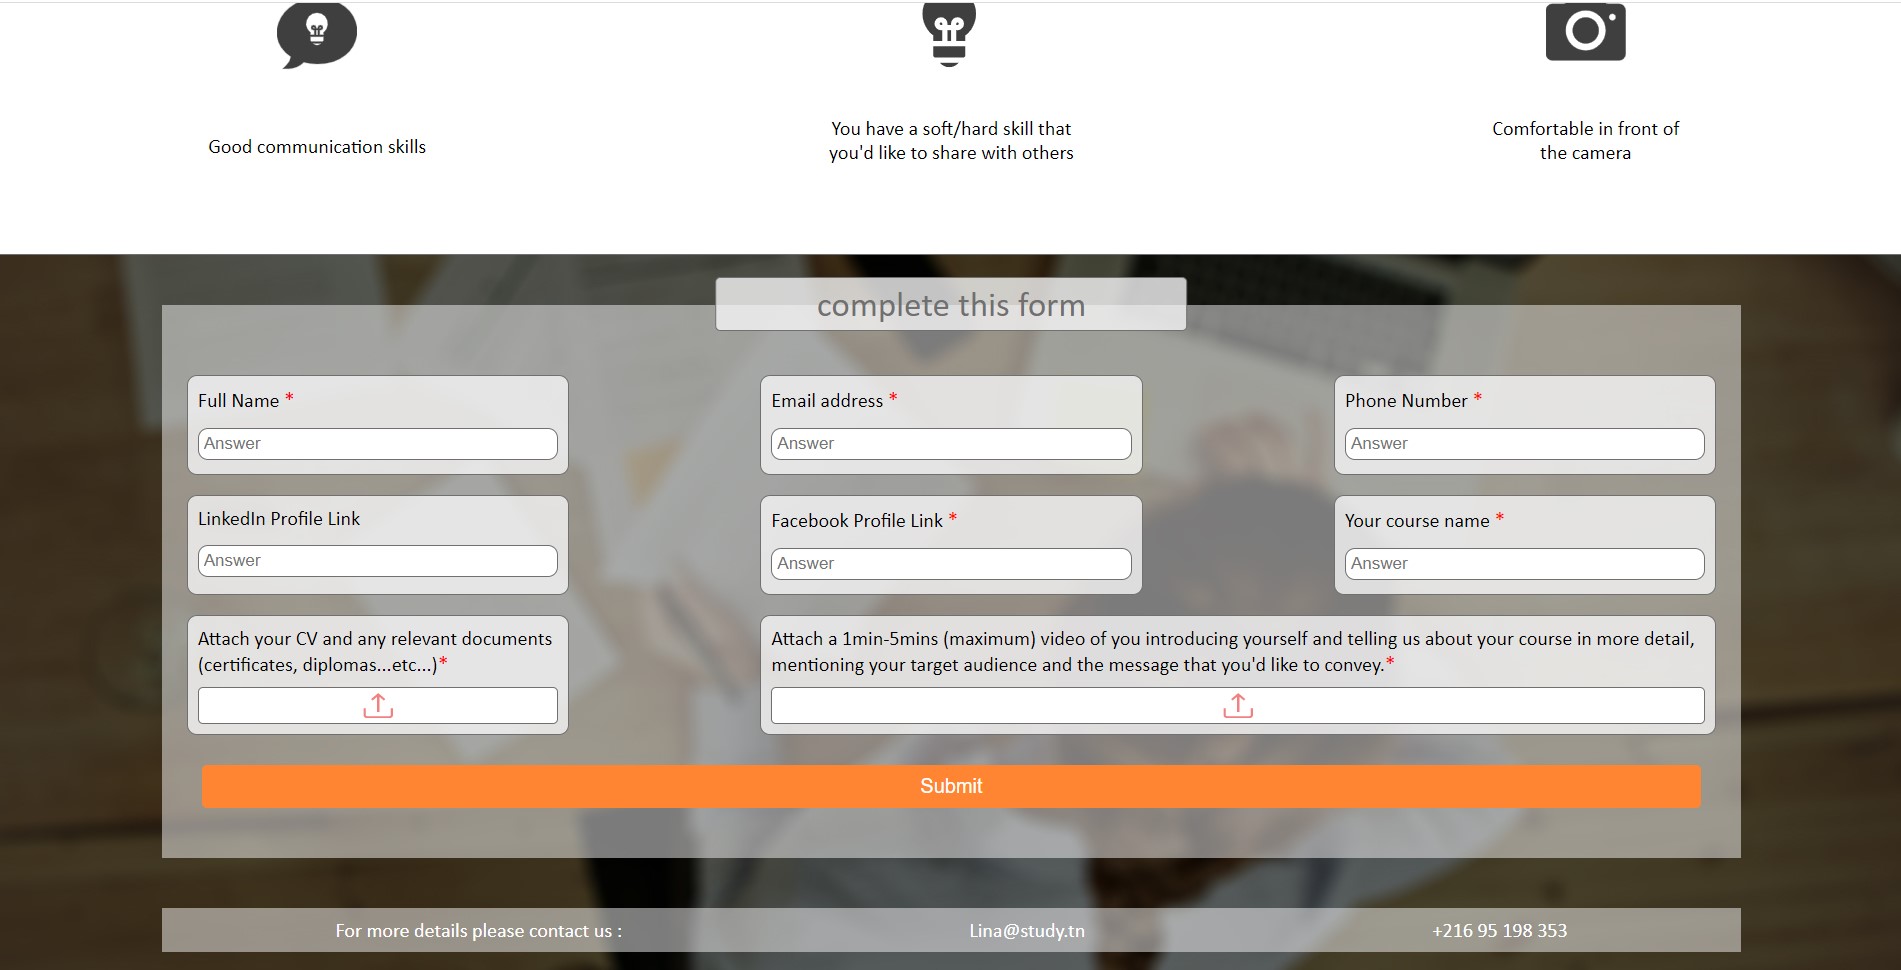 Good communication skills
You have a soft/hard skill that
you'd like to share with others
Comfortable in front of
the camera
complete this form
Full Name *
Answer
Email address *
Answer
Phone Number *
Answer
LinkedIn Profile Link
Answer
Facebook Profile Link *
Answer
Your course name *
Answer
Attach your CV and any relevant documents
(certificates, diplomas...etc...)*
Attach a 1min-5mins (maximum) video of you introducing yourself and telling us about your course in more detail,
mentioning your target audience and the message that you'd like to convey.*
Submit
For more details please contact us :
Lina@study.tn
+216 95 198 353